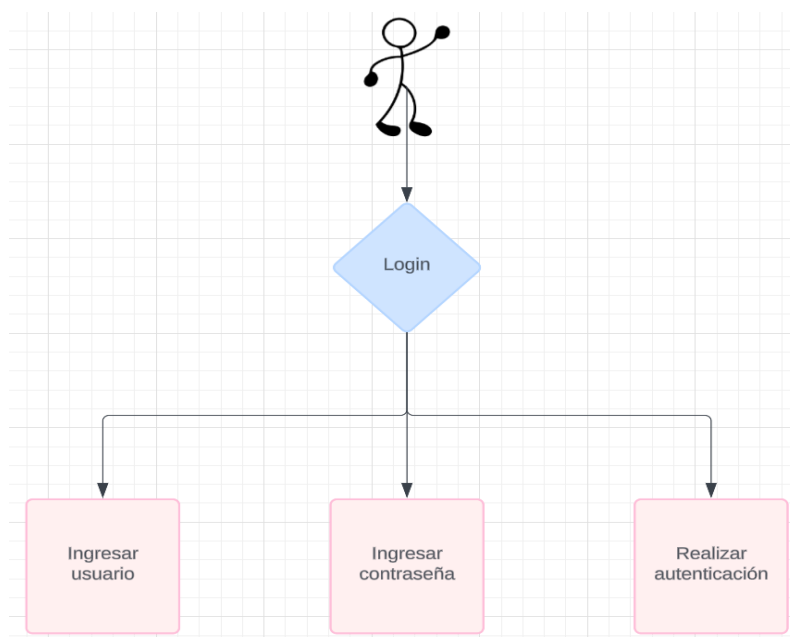 Login
Ingresar
usuario
Ingresar
contraseña
Realizar
autenticación